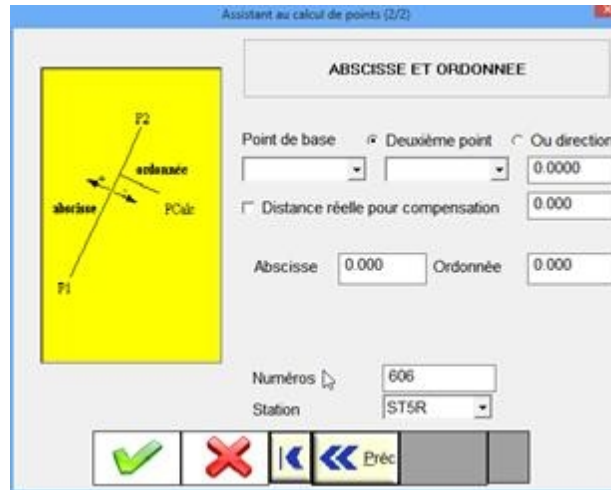 Assistant au calcul de points (2/2)
ABSCISSE ET ORDONNEE
P2
ordonnée
abscisse
PCalc
P1
Point de base Deuxième point Ou direction
0.0000
Distance réelle pour compensation 0.000
Abscisse 0.000 Ordonnée 0.000
Numéros 606
Station ST5R
Préc